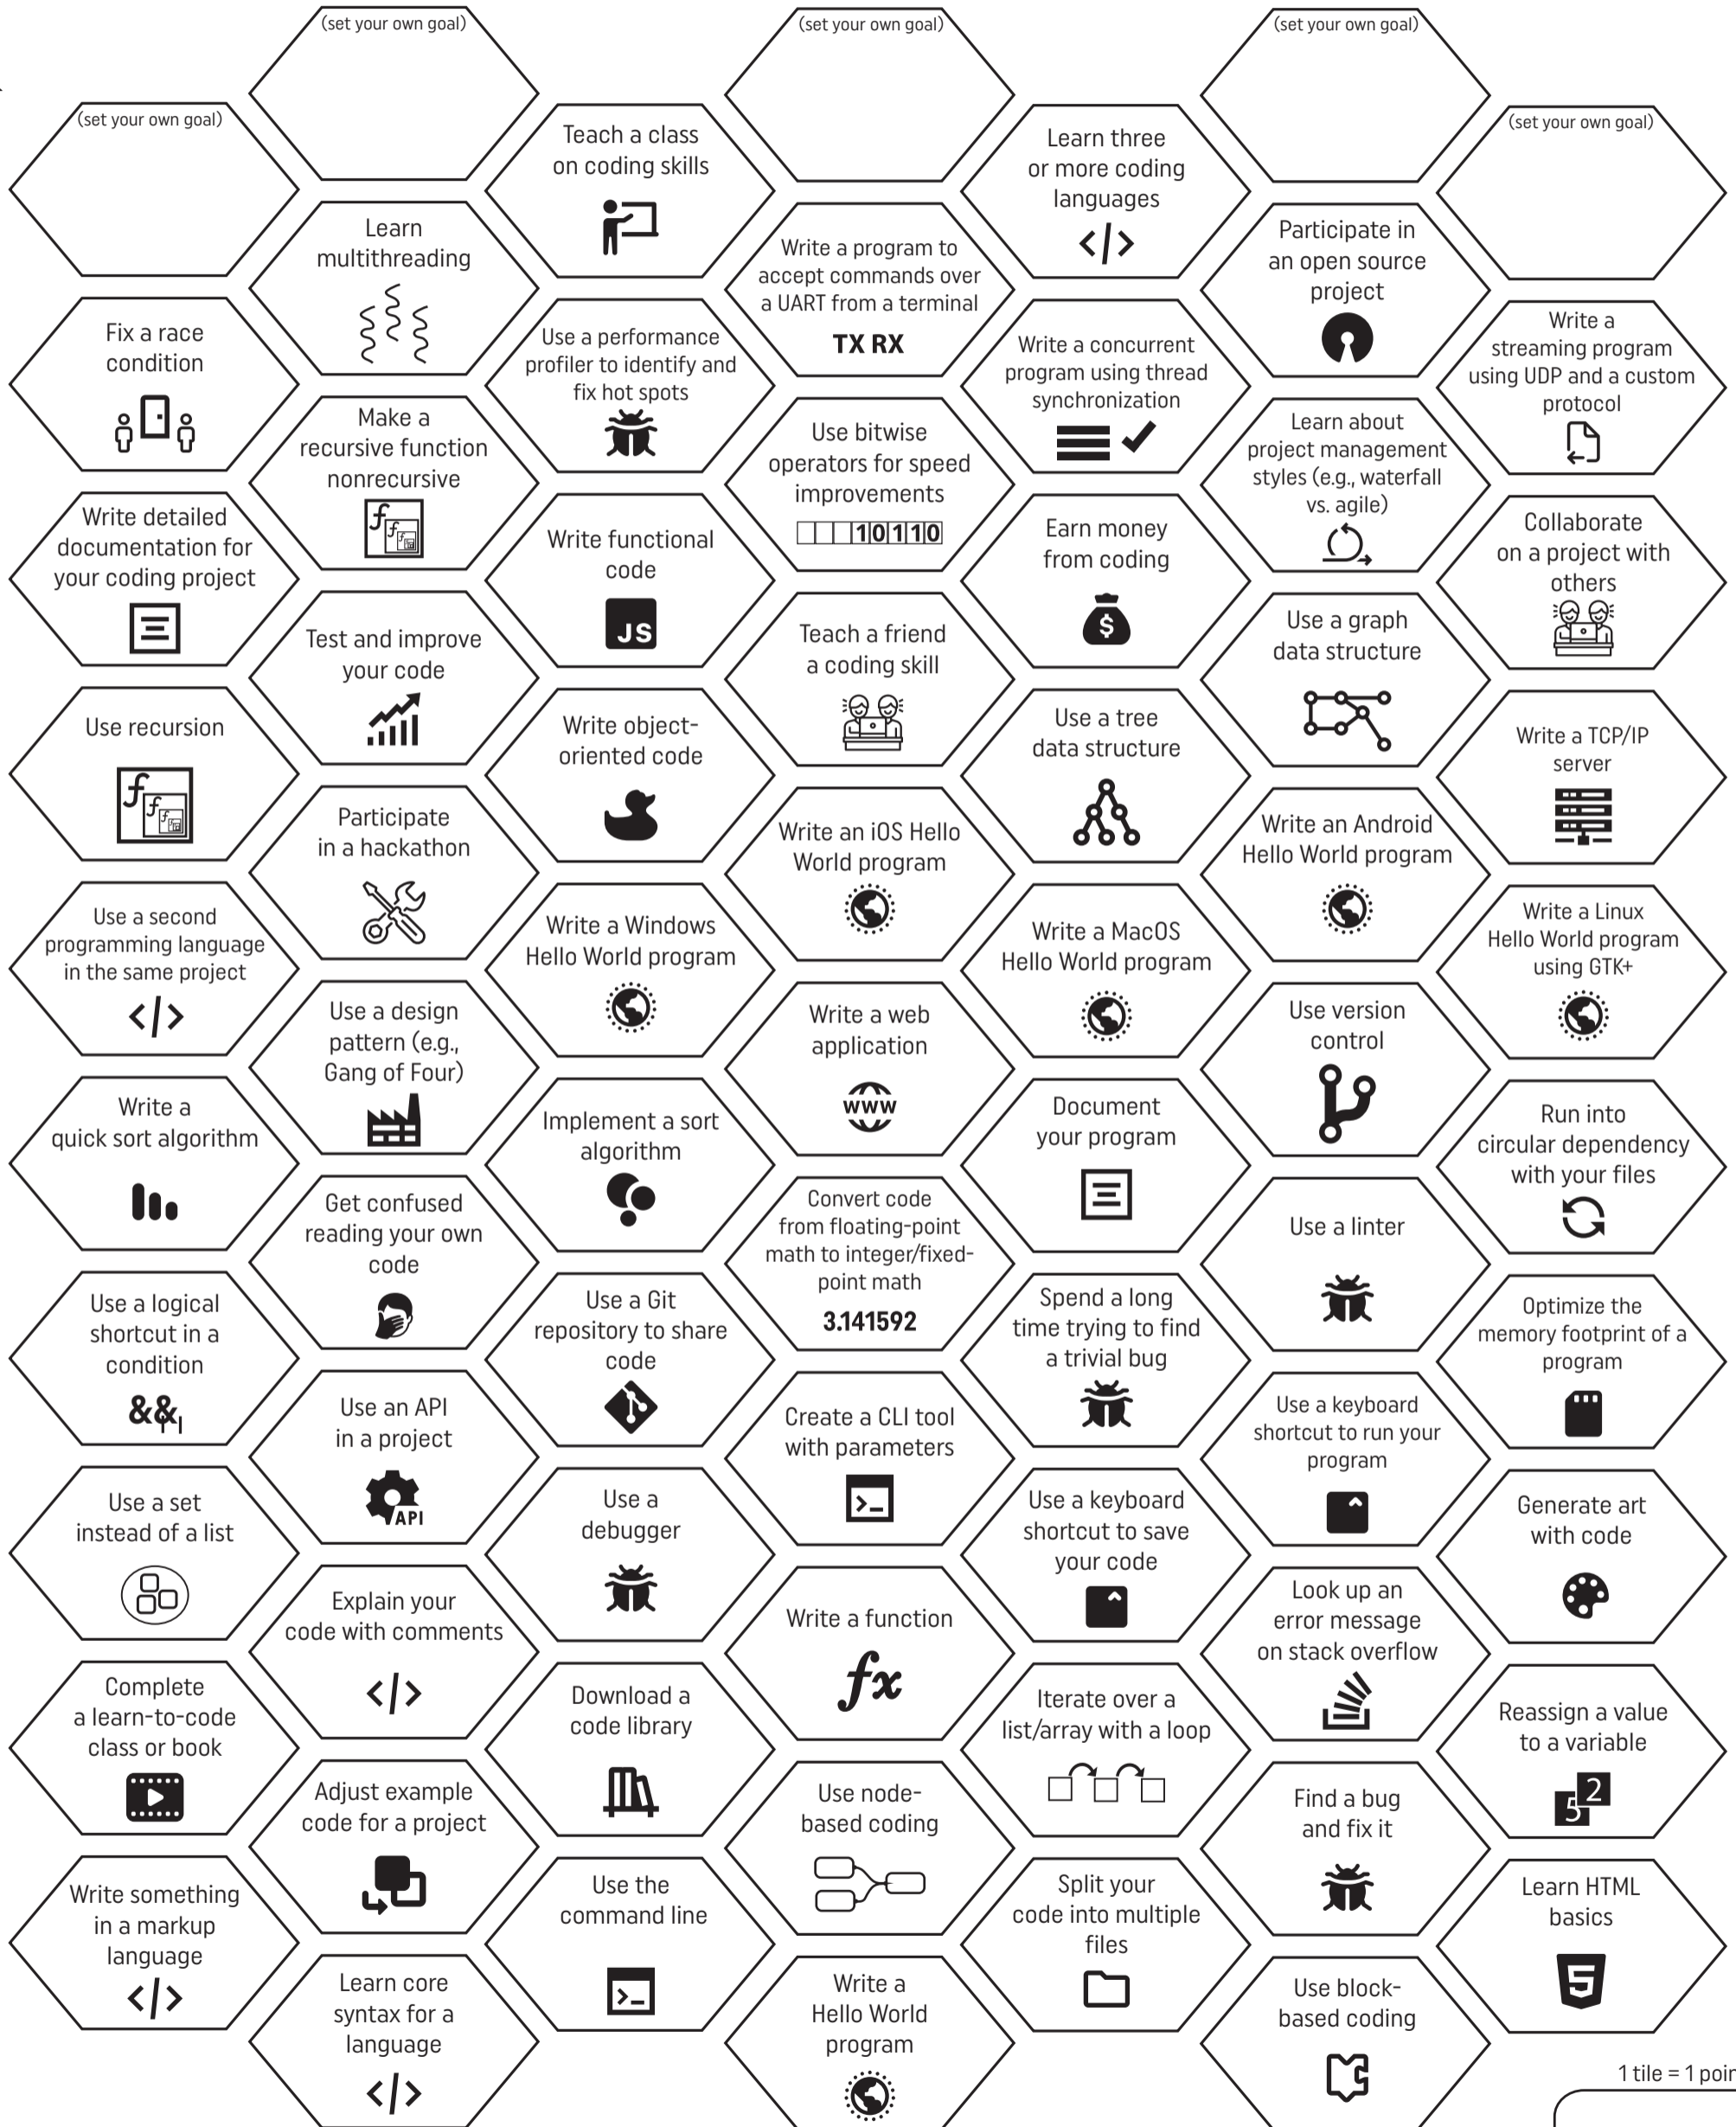 (set your own goal)
(set your own goal)
(set your own goal)
(set your own goal)
Teach a class
on coding skills
Learn three
or more coding
languages
</>
(set your own goal)
Learn
multithreading
Write a program to
accept commands over
a UART from a terminal
TX RX
Participate in
an open source
project
Fix a race
condition
Use a performance
profiler to identify and
fix hot spots
Write a concurrent
program using thread
synchronization
Write a
streaming program
using UDP and a custom
protocol
Make a
recursive function
nonrecursive
f
f
f
Use bitwise
operators for speed
improvements
10110
Learn about
project management
styles (e.g., waterfall
vs. agile)
Write detailed
documentation for
your coding project
Write functional
code
JS
Earn money
from coding
$
Collaborate
on a project with
others
Test and improve
your code
Teach a friend
a coding skill
Use a graph
data structure
Use recursion
f
f
f
Write object-
oriented code
Use a tree
data structure
Write a TCP/IP
server
Participate
in a hackathon
Write an iOS Hello
World program
Write an Android
Hello World program
Use a second
programming language
in the same project
</>
Write a Windows
Hello World program
Write a MacOS
Hello World program
Write a Linux
Hello World program
using GTK+
Use a design
pattern (e.g.,
Gang of Four)
Write a web
application
www
Use version
control
Write a
quick sort algorithm
Implement a sort
algorithm
Document
your program
Run into
circular dependency
with your files
Get confused
reading your own
code
Convert code
from floating-point
math to integer/fixed-
point math
3.141592
Use a linter
Use a logical
shortcut in a
condition
&&||
Use a Git
repository to share
code
Spend a long
time trying to find
a trivial bug
Optimize the
memory footprint of a
program
Use an API
in a project
API
Create a CLI tool
with parameters
>_
Use a keyboard
shortcut to run your
program
Use a set
instead of a list
Use a
debugger
Use a keyboard
shortcut to save
your code
Generate art
with code
Explain your
code with comments
</>
Write a function
fx
Look up an
error message
on stack overflow
Complete
a learn-to-code
class or book
Download a
code library
Iterate over a
list/array with a loop
Reassign a value
to a variable
5 2
Adjust example
code for a project
Use node-
based coding
Find a bug
and fix it
Write something
in a markup
language
</>
Use the
command line
>_
Split your
code into multiple
files
Learn HTML
basics
5
Learn core
syntax for a
language
</>
Write a
Hello World
program
Use block-
based coding
1 tile = 1 poin